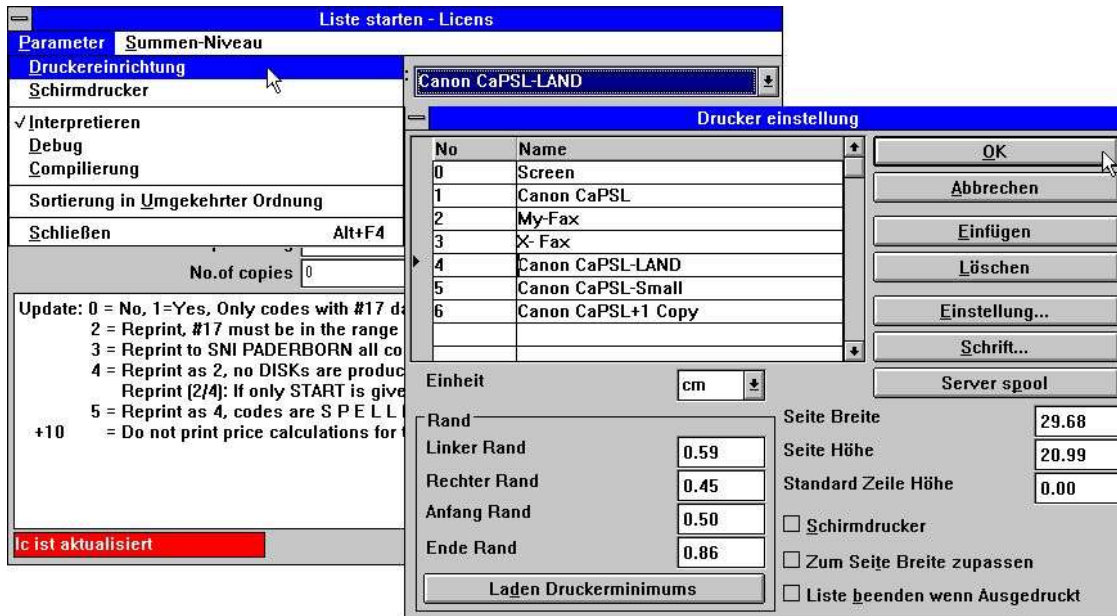 Liste starten - Licens
Parameter Summen-Niveau
Druckereinrichtung
Schirmdrucker
√ Interpretieren
Debug
Compilierung
Sortierung in Umgekehrter Ordnung
Schließen Alt+F4
: Canon CaPSL-LAND
No.of copies 0
Update: 0 = No, 1=Yes, Only codes with #17 da
2 = Reprint, #17 must be in the range
3 = Reprint to SNI PADERBORN all co
4 = Reprint as 2, no DISKs are produc
Reprint (2/4): If only START is give
5 = Reprint as 4, codes are S P E L L
+10 = Do not print price calculations for
lc ist aktualisiert
Drucker einstellung
No Name
0 Screen
1 Canon CaPSL
2 My-Fax
3 X- Fax
4 Canon CaPSL-LAND
5 Canon CaPSL-Small
6 Canon CaPSL+1 Copy
OK
Abbrechen
Einfügen
Löschen
Einstellung...
Schrift...
Server spool
Einheit cm
Rand
Linker Rand 0.59
Rechter Rand 0.45
Anfang Rand 0.50
Ende Rand 0.86
Laden Druckerminimums
Seite Breite 29.68
Seite Höhe 20.99
Standard Zeile Höhe 0.00
Schirmdrucker
Zum Seite Breite zupassen
Liste beenden wenn Ausgedruckt